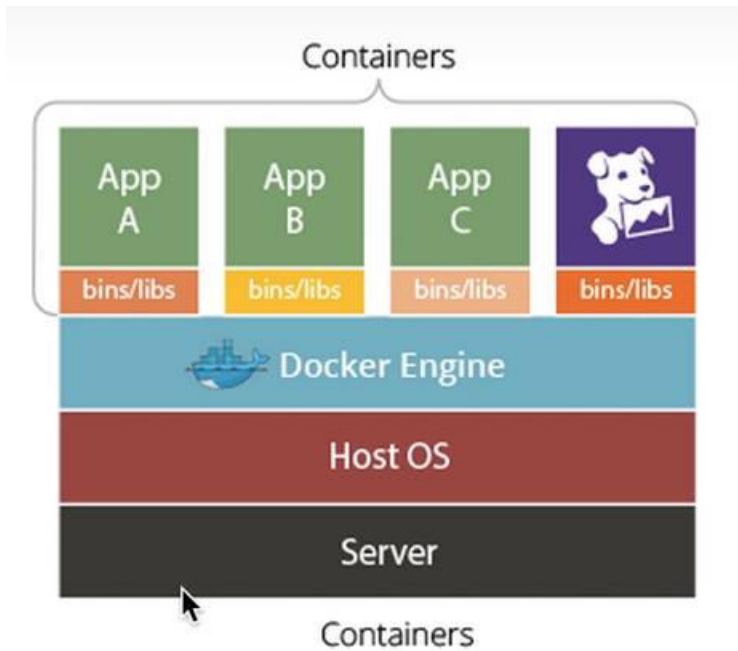 Containers
App
A
App
B
App
C
bins/libs
bins/libs
bins/libs
bins/libs
Docker Engine
Host OS
Server
Containers